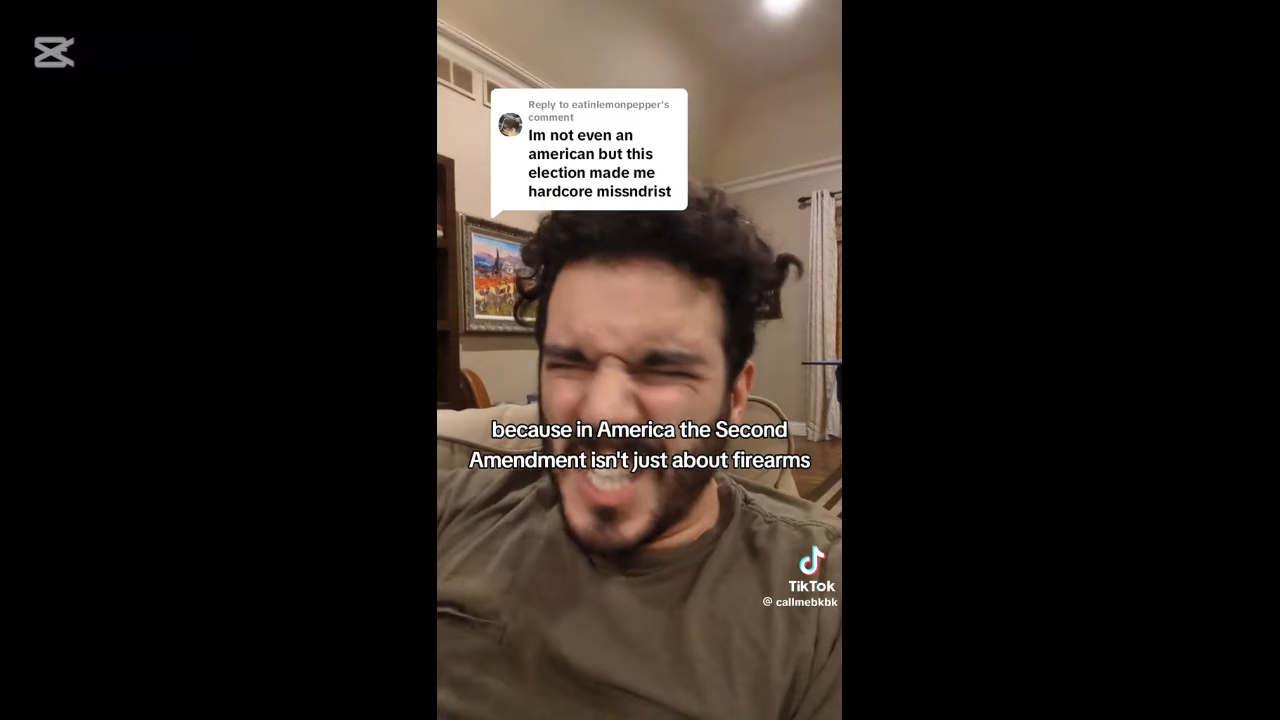 Reply to eatinlemonpepper's
comment
Im not even an
american but this
election made me
hardcore missndrist
because in America the Second
Amendment isn't just about firearms
TikTok
@ callmebkbk